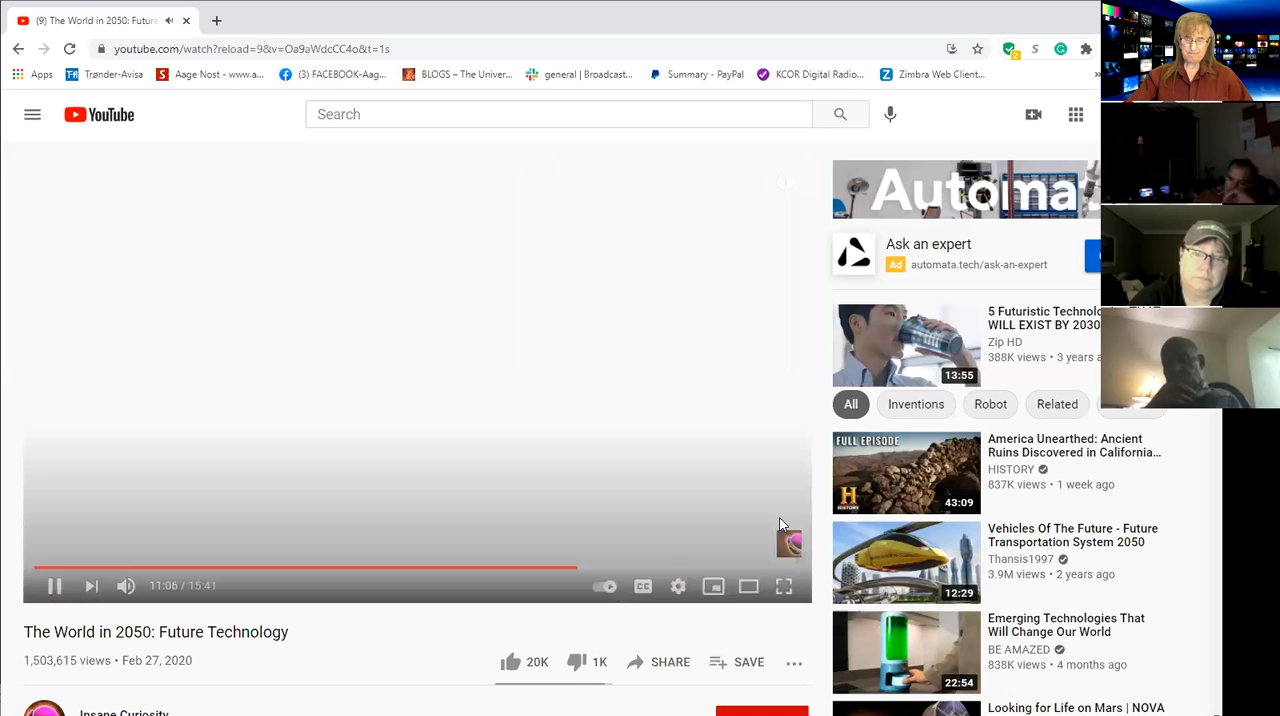 (9) The World in 2050: Future
youtube.com/watch?reload=9&v=Oa9aWdcCC4o&t=1s
2
Apps
Trønder-Avisa
Aage Nost - www.a...
(3) FACEBOOK-Aag...
BLOGS – The Univer...
general | Broadcast...
Summary - PayPal
KCOR Digital Radio...
Zimbra Web Client...
»
YouTube
Search
Automat
Ask an expert
Ad automata.tech/ask-an-expert
5 Futuristic
WILL EXIST BY 2030
Zip HD
388K views • 3 years
13:55
All
Inventions
Robot
Related
FULL EPISODE
43:09
America Unearthed: Ancient
Ruins Discovered in California...
HISTORY
837K views • 1 week ago
Vehicles Of The Future - Future
Transportation System 2050
Thansis1997
3.9M views • 2 years ago
12:29
11:06 / 15:41
CC
The World in 2050: Future Technology
1,503,615 views • Feb 27, 2020
20K
1K
SHARE
SAVE
Emerging Technologies That
Will Change Our World
BE AMAZED
838K views • 4 months ago
22:54
Looking for Life on Mars | NOVA
Insane Curiosity